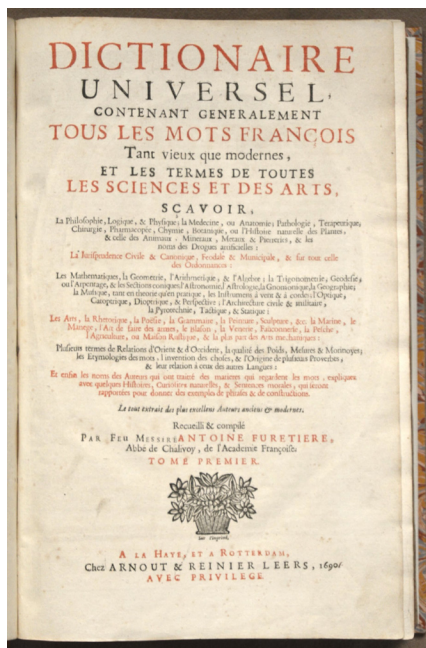 DICTIONAIRE
UNIVERSEL,
CONTENANT GENERALEMENT
TOUS LES MOTS FRANÇOIS
Tant vieux que modernes,
ET LES TERMES DE TOUTES
LES SCIENCES ET DES ARTS,
SÇAVOIR,
La Philosophie, Logique, & Physique; la Medecine, ou Anatomie; Pathologie, Terapeutique,
Chirurgie, Pharmacopée, Chymie, Botanique, ou l'Histoire naturelle des Plantes,
& celle des Animaux, Mineraux, Metaux & Pierreries, & les
noms des Drogues artificielles:
La Jurisprudence Civile & Canonique, Feodale & Municipale, & sur tout celle
des Ordonnances:
Les Mathematiques, la Geometrie, l'Arithmetique, & l'Algebre; la Trigonometrie, Geodesie,
ou l'Arpentage, & les Sections coniques; l'Astronomie, l'Astrologie, la Gnomonique, la Geographie;
la Musique, tant en theorie qu'en pratique, les Instrumens à vent & à corde; l'Optique,
Catoptrique, Dioptrique, & Perspective; l'Architecture civile & militaire,
la Pyrotechnie, Tactique, & Statique:
Les Arts, la Rhetorique, la Poësie, la Grammaire, la Peinture, Sculpture, &c. la Marine, le
Manege, l'Art de faire des armes, le Blason, la Venerie, Fauconnerie, la Pesche,
l'Agriculture, ou Maison Rustique, & la plus part des Arts mechaniques:
Plusieurs termes de Relations d'Orient & d'Occident, la qualité des Poids, Mesures & Monnoyes;
les Etymologies des mots, l'invention des choses, & l'Origine de plusieurs Proverbes,
& leur relation à ceux des autres Langues:
Et enfin les noms des Auteurs qui ont traité des matieres qui regardent les mots, expliquez
avec quelques Histoires, Curiositez naturelles, & Sentences morales, qui seront
rapportées pour donner des exemples de phrases & de constructions.
Le tout extrait des plus excellens Auteurs anciens & modernes.
Recueilli & compilé
PAR FEU MESSIRE ANTOINE FURETIERE,
Abbé de Chalivoy, de l'Academie Françoise.
TOME PREMIER.
A LA HAYE, ET A ROTTERDAM,
Chez ARNOUT & REINIER LEERS, 1690.
AVEC PRIVILEGE.